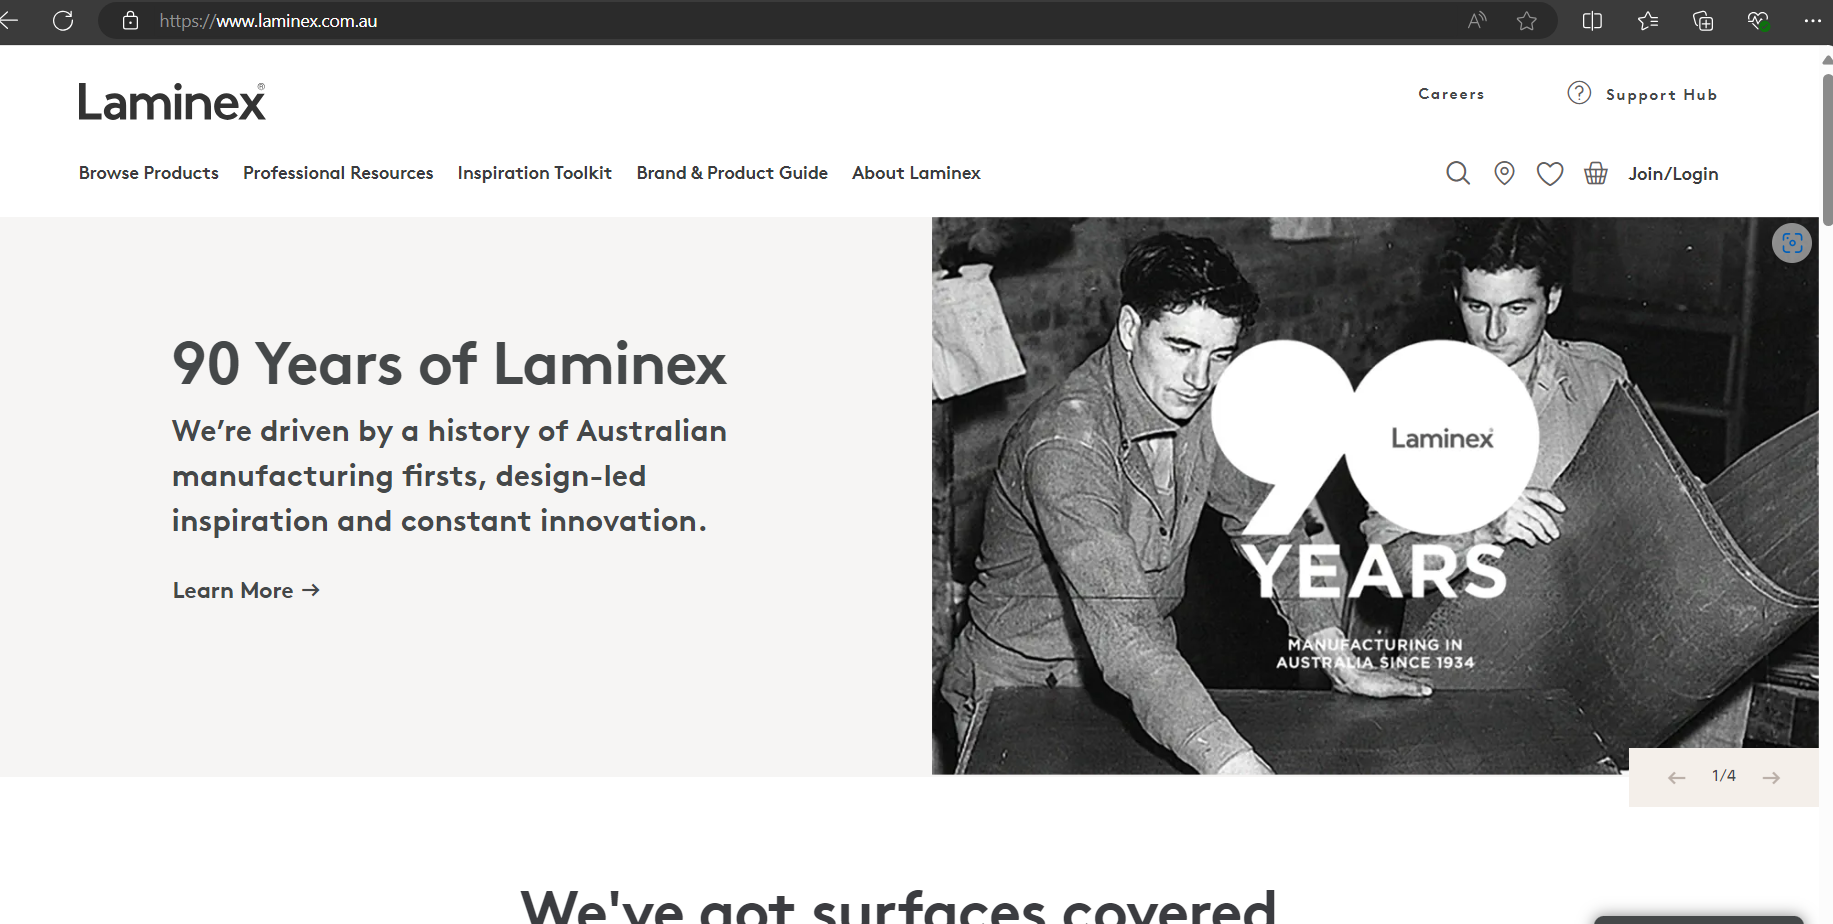 https://www.laminex.com.au
Laminex®
Careers
Support Hub
Browse Products
Professional Resources
Inspiration Toolkit
Brand & Product Guide
About Laminex
Join/Login
90 Years of Laminex
We’re driven by a history of Australian
manufacturing firsts, design-led
inspiration and constant innovation.
Learn More →
90
Laminex
YEARS
MANUFACTURING IN
AUSTRALIA SINCE 1934
← 1/4 →
We've got surfaces covered